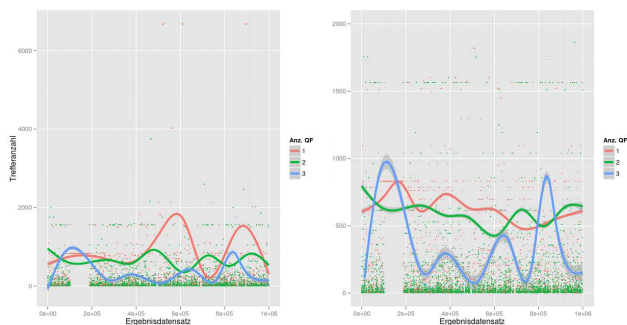 6000
4000
2000
0
Trefferanzahl
0e+00
2e+05
4e+05
6e+05
8e+05
1e+06
Ergebnisdatensatz
Anz. QF
1
2
3
2000
1500
1000
500
0
0e+00
2e+05
4e+05
6e+05
8e+05
1e+06
Ergebnisdatensatz
Anz. QF
1
2
3